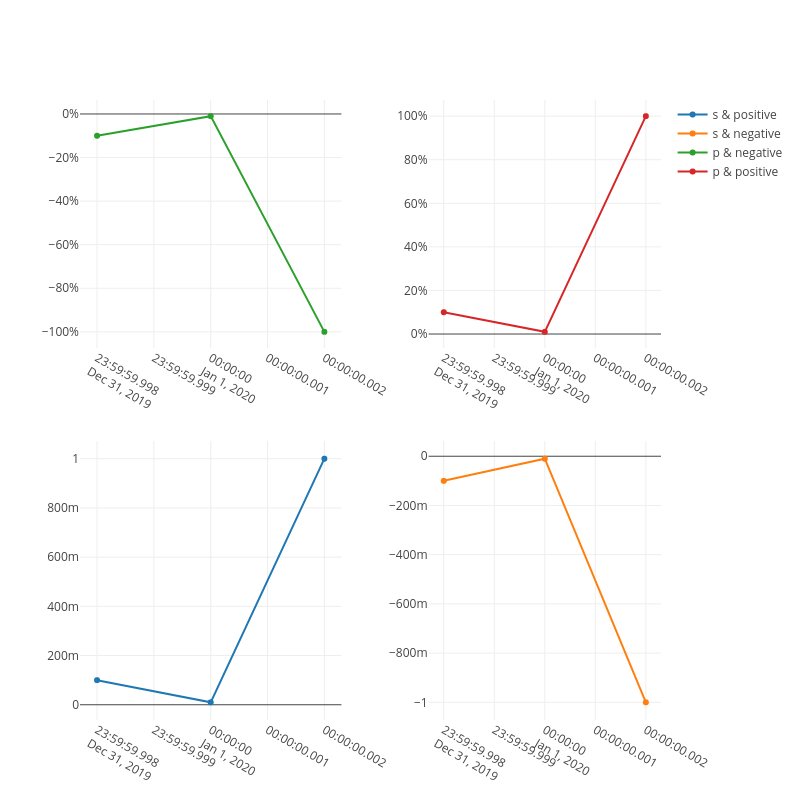 0%
−20%
−40%
−60%
−80%
−100%
23:59:59.998
Dec 31, 2019
23:59:59.999
00:00:00
Jan 1, 2020
00:00:00.001
00:00:00.002
100%
80%
60%
40%
20%
0%
23:59:59.998
Dec 31, 2019
23:59:59.999
00:00:00
Jan 1, 2020
00:00:00.001
00:00:00.002
s & positive
s & negative
p & negative
p & positive
1
800m
600m
400m
200m
0
23:59:59.998
Dec 31, 2019
23:59:59.999
00:00:00
Jan 1, 2020
00:00:00.001
00:00:00.002
0
−200m
−400m
−600m
−800m
−1
23:59:59.998
Dec 31, 2019
23:59:59.999
00:00:00
Jan 1, 2020
00:00:00.001
00:00:00.002